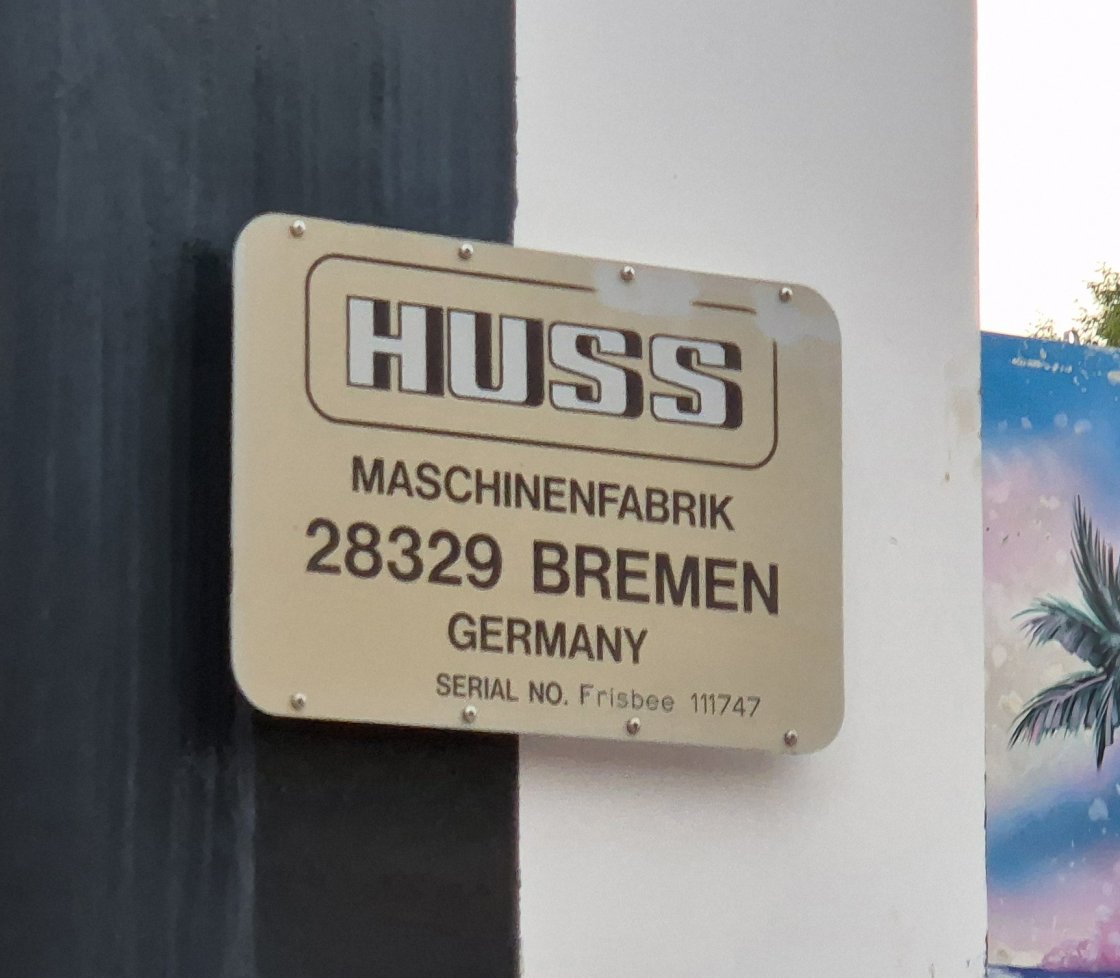 HUSS
MASCHINENFABRIK
28329 BREMEN
GERMANY
SERIAL NO. Frisbee 111747